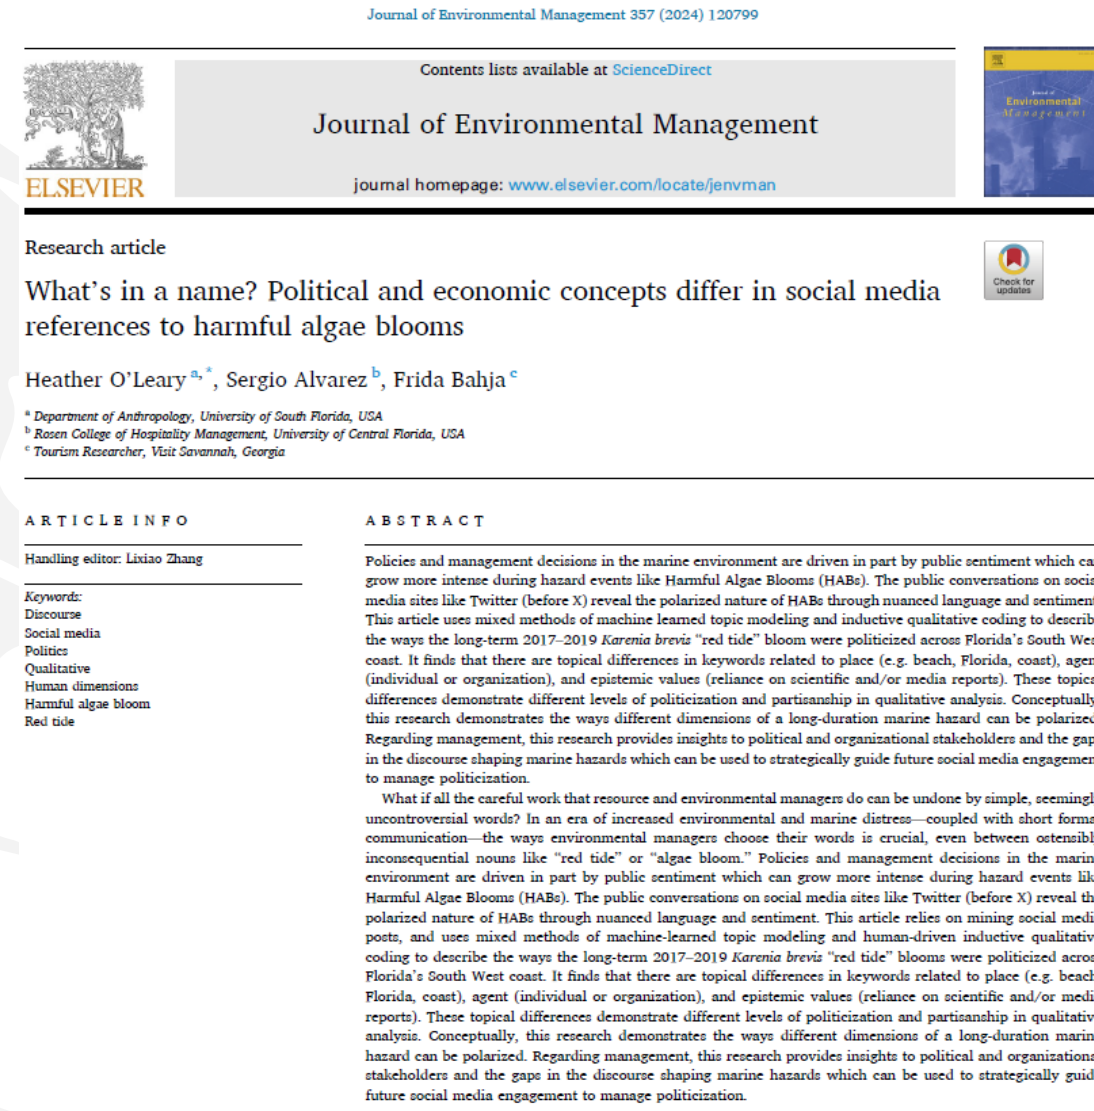 Journal of Environmental Management 357 (2024) 120799
Contents lists available at ScienceDirect
Journal of Environmental Management
journal homepage: www.elsevier.com/locate/jenvman
ELSEVIER
Journal of
Environmental
Management
Research article
Check for
updates
What's in a name? Political and economic concepts differ in social media
references to harmful algae blooms
Heather O'Leary a, *, Sergio Alvarez b, Frida Bahja c
a Department of Anthropology, University of South Florida, USA
b Rosen College of Hospitality Management, University of Central Florida, USA
c Tourism Researcher, Visit Savannah, Georgia
ARTICLE INFO
Handling editor: Lixiao Zhang
Keywords:
Discourse
Social media
Politics
Qualitative
Human dimensions
Harmful algae bloom
Red tide
ABSTRACT
Policies and management decisions in the marine environment are driven in part by public sentiment which ca
grow more intense during hazard events like Harmful Algae Blooms (HABs). The public conversations on socia
media sites like Twitter (before X) reveal the polarized nature of HABs through nuanced language and sentiment
This article uses mixed methods of machine learned topic modeling and inductive qualitative coding to describ
the ways the long-term 2017–2019 Karenia brevis “red tide” bloom were politicized across Florida's South Wes
coast. It finds that there are topical differences in keywords related to place (e.g. beach, Florida, coast), agen
(individual or organization), and epistemic values (reliance on scientific and/or media reports). These topica
differences demonstrate different levels of politicization and partisanship in qualitative analysis. Conceptually
this research demonstrates the ways different dimensions of a long-duration marine hazard can be polarized
Regarding management, this research provides insights to political and organizational stakeholders and the gap
in the discourse shaping marine hazards which can be used to strategically guide future social media engagemen
to manage politicization.
What if all the careful work that resource and environmental managers do can be undone by simple, seemingl
uncontroversial words? In an era of increased environmental and marine distress—coupled with short forma
communication—the ways environmental managers choose their words is crucial, even between ostensibl
inconsequential nouns like “red tide” or “algae bloom.” Policies and management decisions in the marin
environment are driven in part by public sentiment which can grow more intense during hazard events lik
Harmful Algae Blooms (HABs). The public conversations on social media sites like Twitter (before X) reveal th
polarized nature of HABs through nuanced language and sentiment. This article relies on mining social medi
posts, and uses mixed methods of machine-learned topic modeling and human-driven inductive qualitativ
coding to describe the ways the long-term 2017–2019 Karenia brevis “red tide” blooms were politicized acros
Florida's South West coast. It finds that there are topical differences in keywords related to place (e.g. beach
Florida, coast), agent (individual or organization), and epistemic values (reliance on scientific and/or medi
reports). These topical differences demonstrate different levels of politicization and partisanship in qualitativ
analysis. Conceptually, this research demonstrates the ways different dimensions of a long-duration marin
hazard can be polarized. Regarding management, this research provides insights to political and organizationa
stakeholders and the gaps in the discourse shaping marine hazards which can be used to strategically guid
future social media engagement to manage politicization.